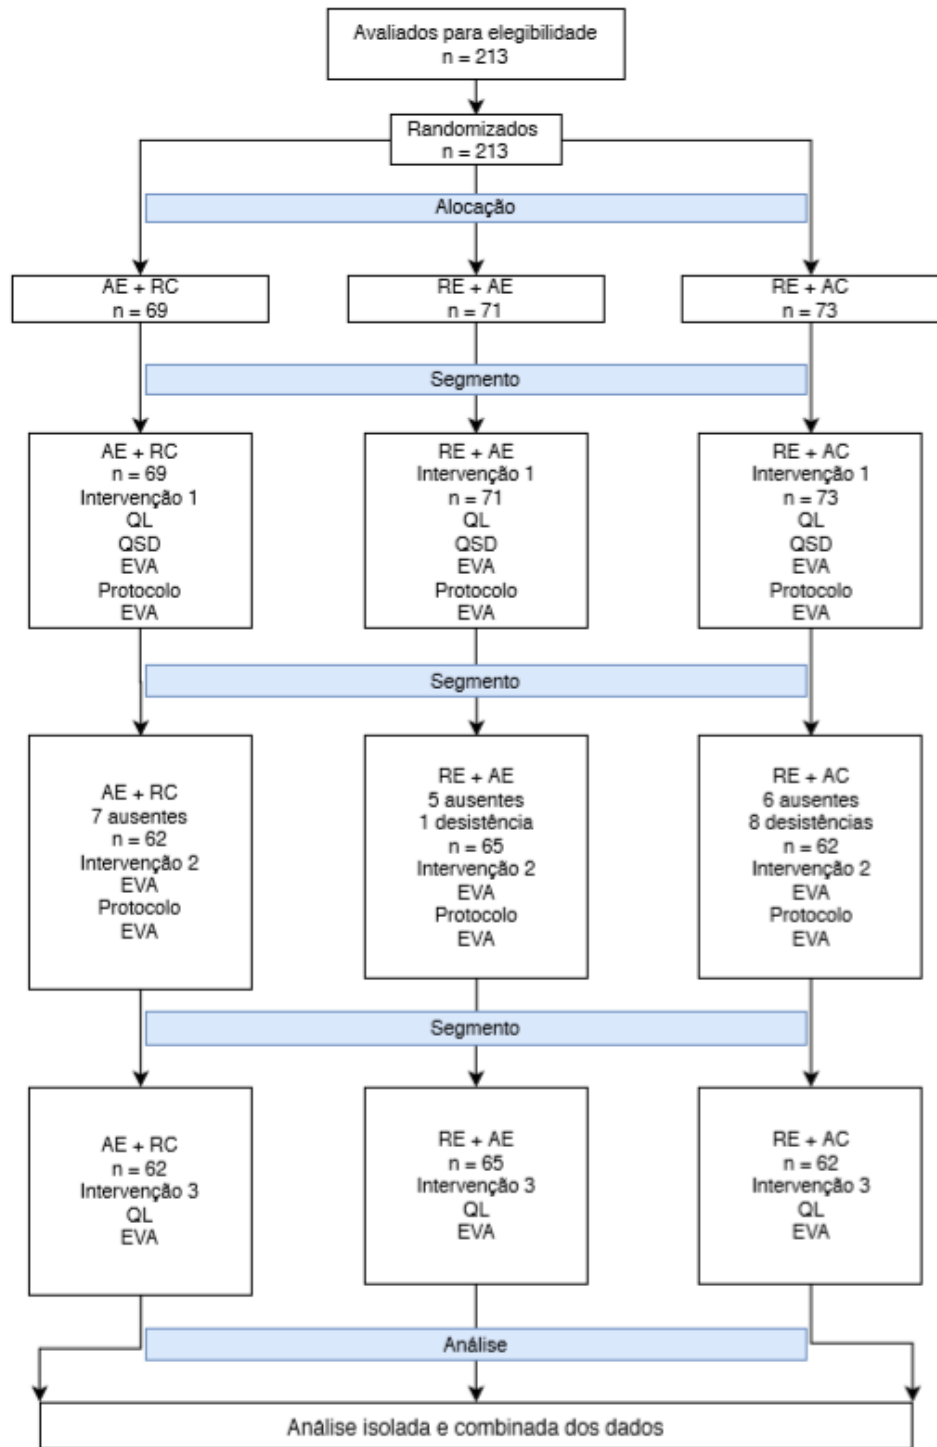 Avaliados para elegibilidade
n = 213
Randomizados
n = 213
Alocação
AE + RC
n = 69
RE + AE
n = 71
RE + AC
n = 73
Segmento
AE + RC
n = 69
Intervenção 1
QL
QSD
EVA
Protocolo
EVA
RE + AE
Intervenção 1
n = 71
QL
QSD
EVA
Protocolo
EVA
RE + AC
Intervenção 1
n = 73
QL
QSD
EVA
Protocolo
EVA
Segmento
AE + RC
7 ausentes
n = 62
Intervenção 2
EVA
Protocolo
EVA
RE + AE
5 ausentes
1 desistência
n = 65
Intervenção 2
EVA
Protocolo
EVA
RE + AC
6 ausentes
8 desistências
n = 62
Intervenção 2
EVA
Protocolo
EVA
Segmento
AE + RC
n = 62
Intervenção 3
QL
EVA
RE + AE
n = 65
Intervenção 3
QL
EVA
RE + AC
n = 62
Intervenção 3
QL
EVA
Análise
Análise isolada e combinada dos dados